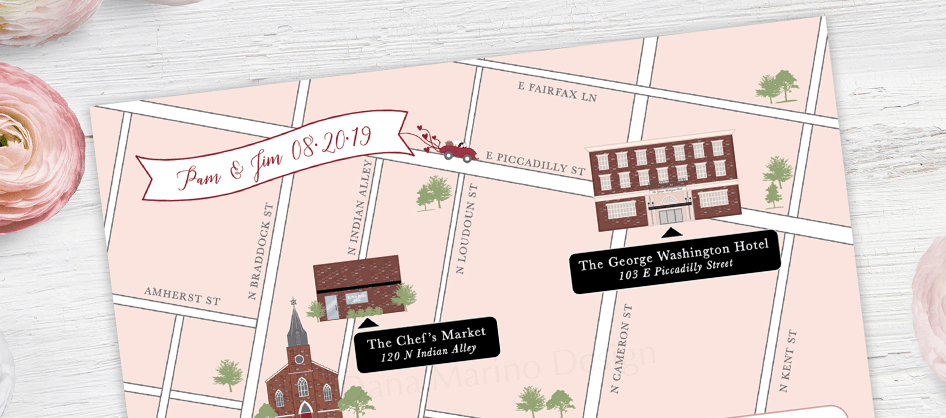 E FAIRFAX LN
Pam & Jim 08·20·19
E PICCADILLY ST
N INDIAN ALLEY
N LOUDOUN ST
N BRADDOCK ST
The George Washington Hotel
103 E Piccadilly Street
AMHERST ST
The Chef's Market
120 N Indian Alley
N CAMERON ST
N KENT ST
Marino Design